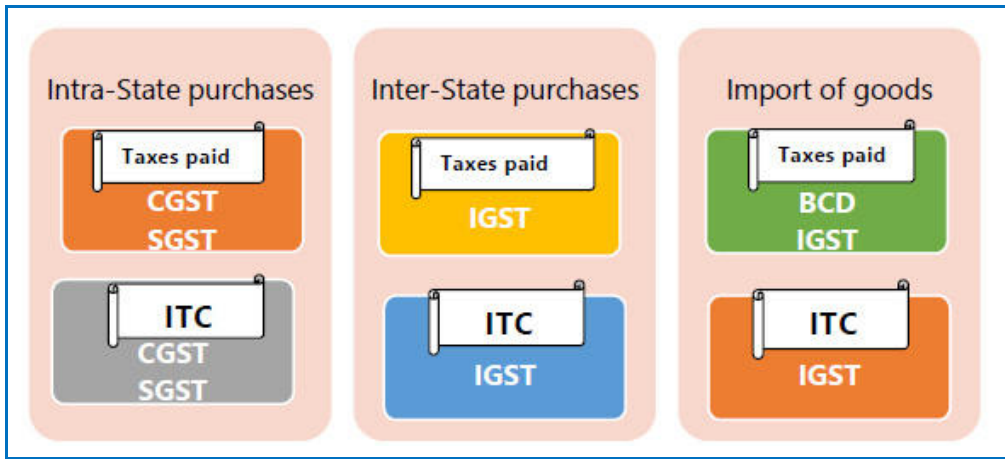 Intra-State purchases
Taxes paid
CGST
SGST
ITC
CGST
SGST
Inter-State purchases
Taxes paid
IGST
ITC
IGST
Import of goods
Taxes paid
BCD
IGST
ITC
IGST